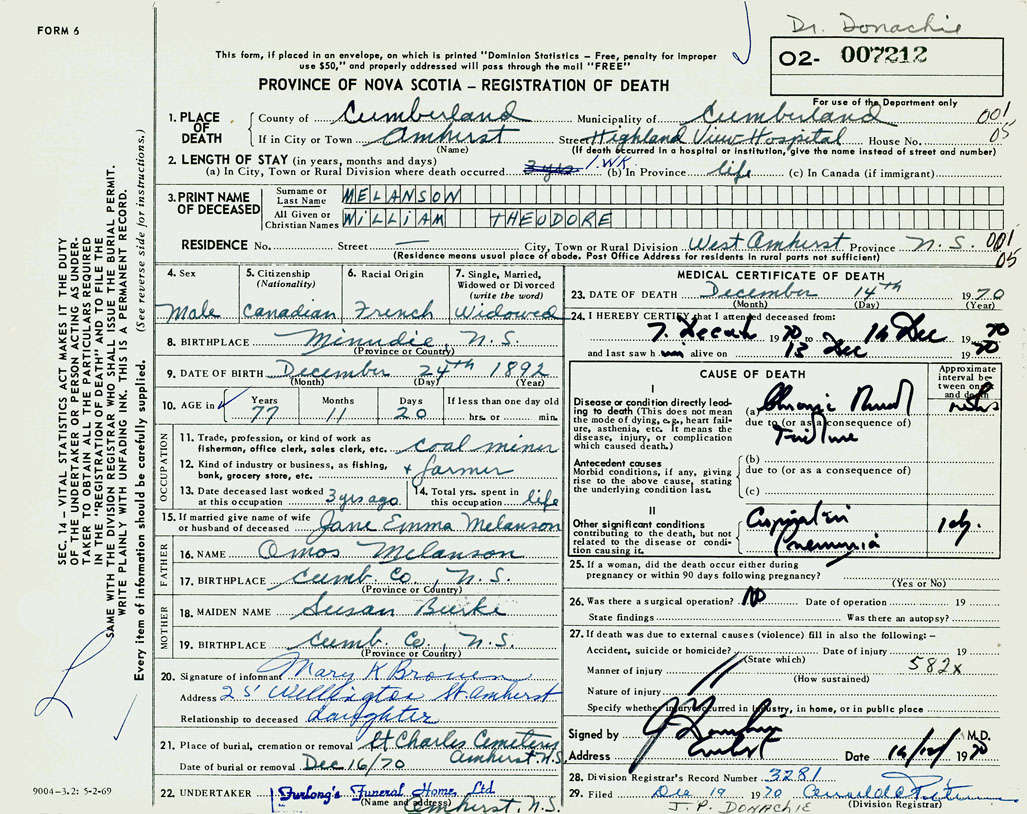 FORM 6
Dr. Donachie
This form, if placed in an envelope, on which is printed "Dominion Statistics – Free, penalty for improper
use $50," and properly addressed will pass through the mail "FREE"
02- 007212
PROVINCE OF NOVA SCOTIA – REGISTRATION OF DEATH
For use of the Department only
1. PLACE OF DEATH County of Cumberland Municipality of Cumberland 001
If in City or Town Amherst Street Highland View Hospital House No. 05
(Name) (If death occurred in a hospital or institution, give the name instead of street and number)
2. LENGTH OF STAY (in years, months and days)
(a) In City, Town or Rural Division where death occurred 3 yrs 1 WK. (b) In Province life (c) In Canada (if immigrant)
3. PRINT NAME OF DECEASED Surname or Last Name MELANSON
All Given or Christian Names WILLIAM THEODORE
RESIDENCE No. Street — City, Town or Rural Division West Amherst Province N.S. 001
(Residence means usual place of abode. Post Office Address for residents in rural parts not sufficient) 05
4. Sex Male
5. Citizenship (Nationality) Canadian
6. Racial Origin French
7. Single, Married, Widowed or Divorced (write the word) Widowed
8. BIRTHPLACE Minudie, N.S.
(Province or Country)
9. DATE OF BIRTH December 24th 1892
(Month) (Day) (Year)
10. AGE in Years 77 Months 11 Days 20 If less than one day old hrs. or min.
OCCUPATION
11. Trade, profession, or kind of work as fisherman, office clerk, sales clerk, etc. coal miner
12. Kind of industry or business, as fishing, bank, grocery store, etc. + farmer
13. Date deceased last worked at this occupation 3 yrs ago
14. Total yrs. spent in this occupation life
15. If married give name of wife or husband of deceased Jane Emma Melanson
FATHER
16. NAME Omos Melanson
17. BIRTHPLACE Cumb. Co, N.S.
(Province or Country)
MOTHER
18. MAIDEN NAME Susan Burke
19. BIRTHPLACE Cumb. Co, N.S.
(Province or Country)
20. Signature of informant Mary K Brown
Address 25 Wellington St. Amherst
Relationship to deceased daughter
21. Place of burial, cremation or removal St Charles Cemetery
Date of burial or removal Dec 16/70 Amherst N.S.
22. UNDERTAKER Furlong's Funeral Home, Ltd
(Name and address) Amherst, N.S.
MEDICAL CERTIFICATE OF DEATH
23. DATE OF DEATH December 14th 1970
(Month) (Day) (Year)
24. I HEREBY CERTIFY that I attended deceased from:
7. Decem 1970 to 14 Dec 1970
and last saw h im alive on 13 Dec 1970
CAUSE OF DEATH
Approximate interval between onset and death
I
Disease or condition directly leading to death (This does not mean the mode of dying, e.g., heart failure, asthenia, etc. It means the disease, injury, or complication which caused death.)
(a) Chronic Renal
due to (or as a consequence of)
Failure
Antecedent causes
Morbid conditions, if any, giving rise to the above cause, stating the underlying condition last.
(b)
due to (or as a consequence of)
(c)
II
Other significant conditions contributing to the death, but not related to the disease or condition causing it.
Aspiration
Pneumonia
25. If a woman, did the death occur either during pregnancy or within 90 days following pregnancy?
(Yes or No)
26. Was there a surgical operation? NO Date of operation 19
State findings Was there an autopsy?
27. If death was due to external causes (violence) fill in also the following: –
Accident, suicide or homicide? Date of injury 19
(State which)
Manner of injury 582x
(How sustained)
Nature of injury
Specify whether injury occurred in industry, in home, or in public place
Signed by J Donachie M.D.
Address Amherst Date 14/12/1970
28. Division Registrar's Record Number 3281
29. Filed Dec 19 1970
(Division Registrar)
J. P. DONACHIE
SEC. 14 – VITAL STATISTICS ACT MAKES IT THE DUTY
OF THE UNDERTAKER OR PERSON ACTING AS UNDER-
TAKER TO OBTAIN ALL THE PARTICULARS REQUIRED
IN THE "REGISTRATION OF DEATH" AND TO FILE THE
SAME WITH THE DIVISION REGISTRAR WHO SHALL ISSUE THE BURIAL PERMIT.
WRITE PLAINLY WITH UNFADING INK. THIS IS A PERMANENT RECORD.
Every item of information should be carefully supplied. (See reverse side for instructions.)
9004-3.2: 5-2-69